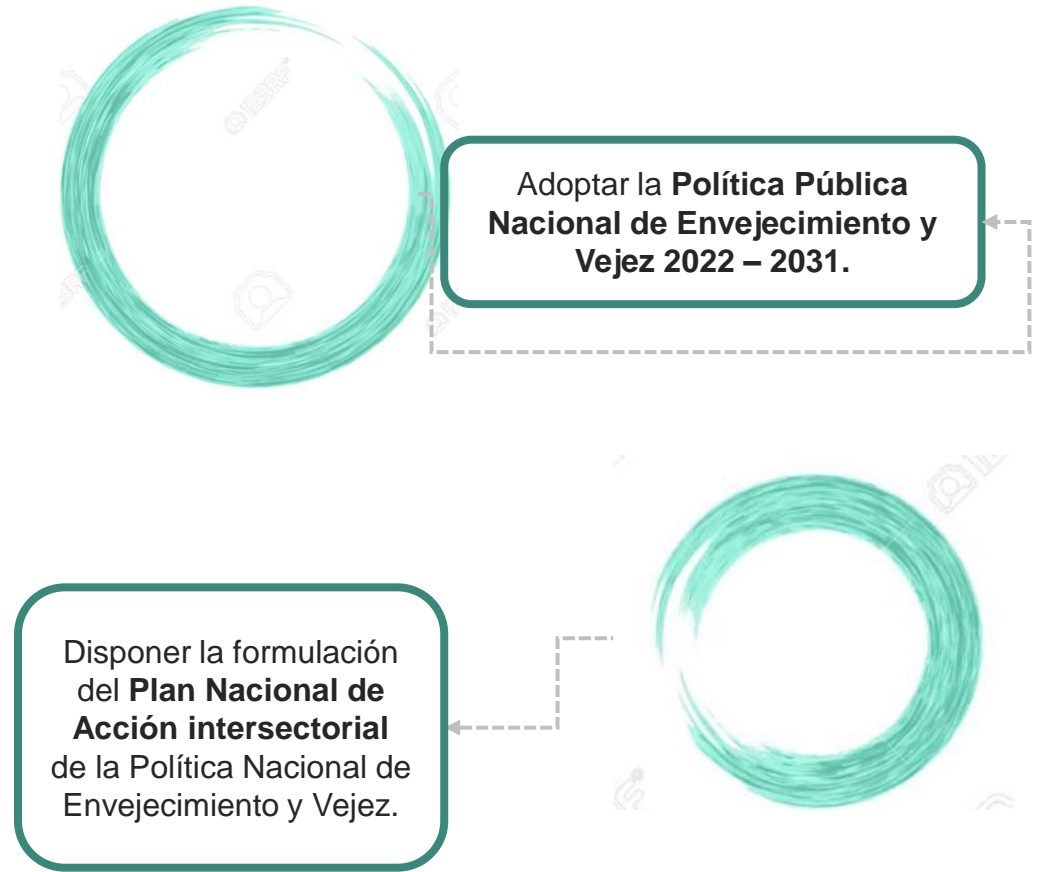 @123RF
Adoptar la Política Pública
Nacional de Envejecimiento y
Vejez 2022 – 2031.
Disponer la formulación
del Plan Nacional de
Acción intersectorial
de la Política Nacional de
Envejecimiento y Vejez.